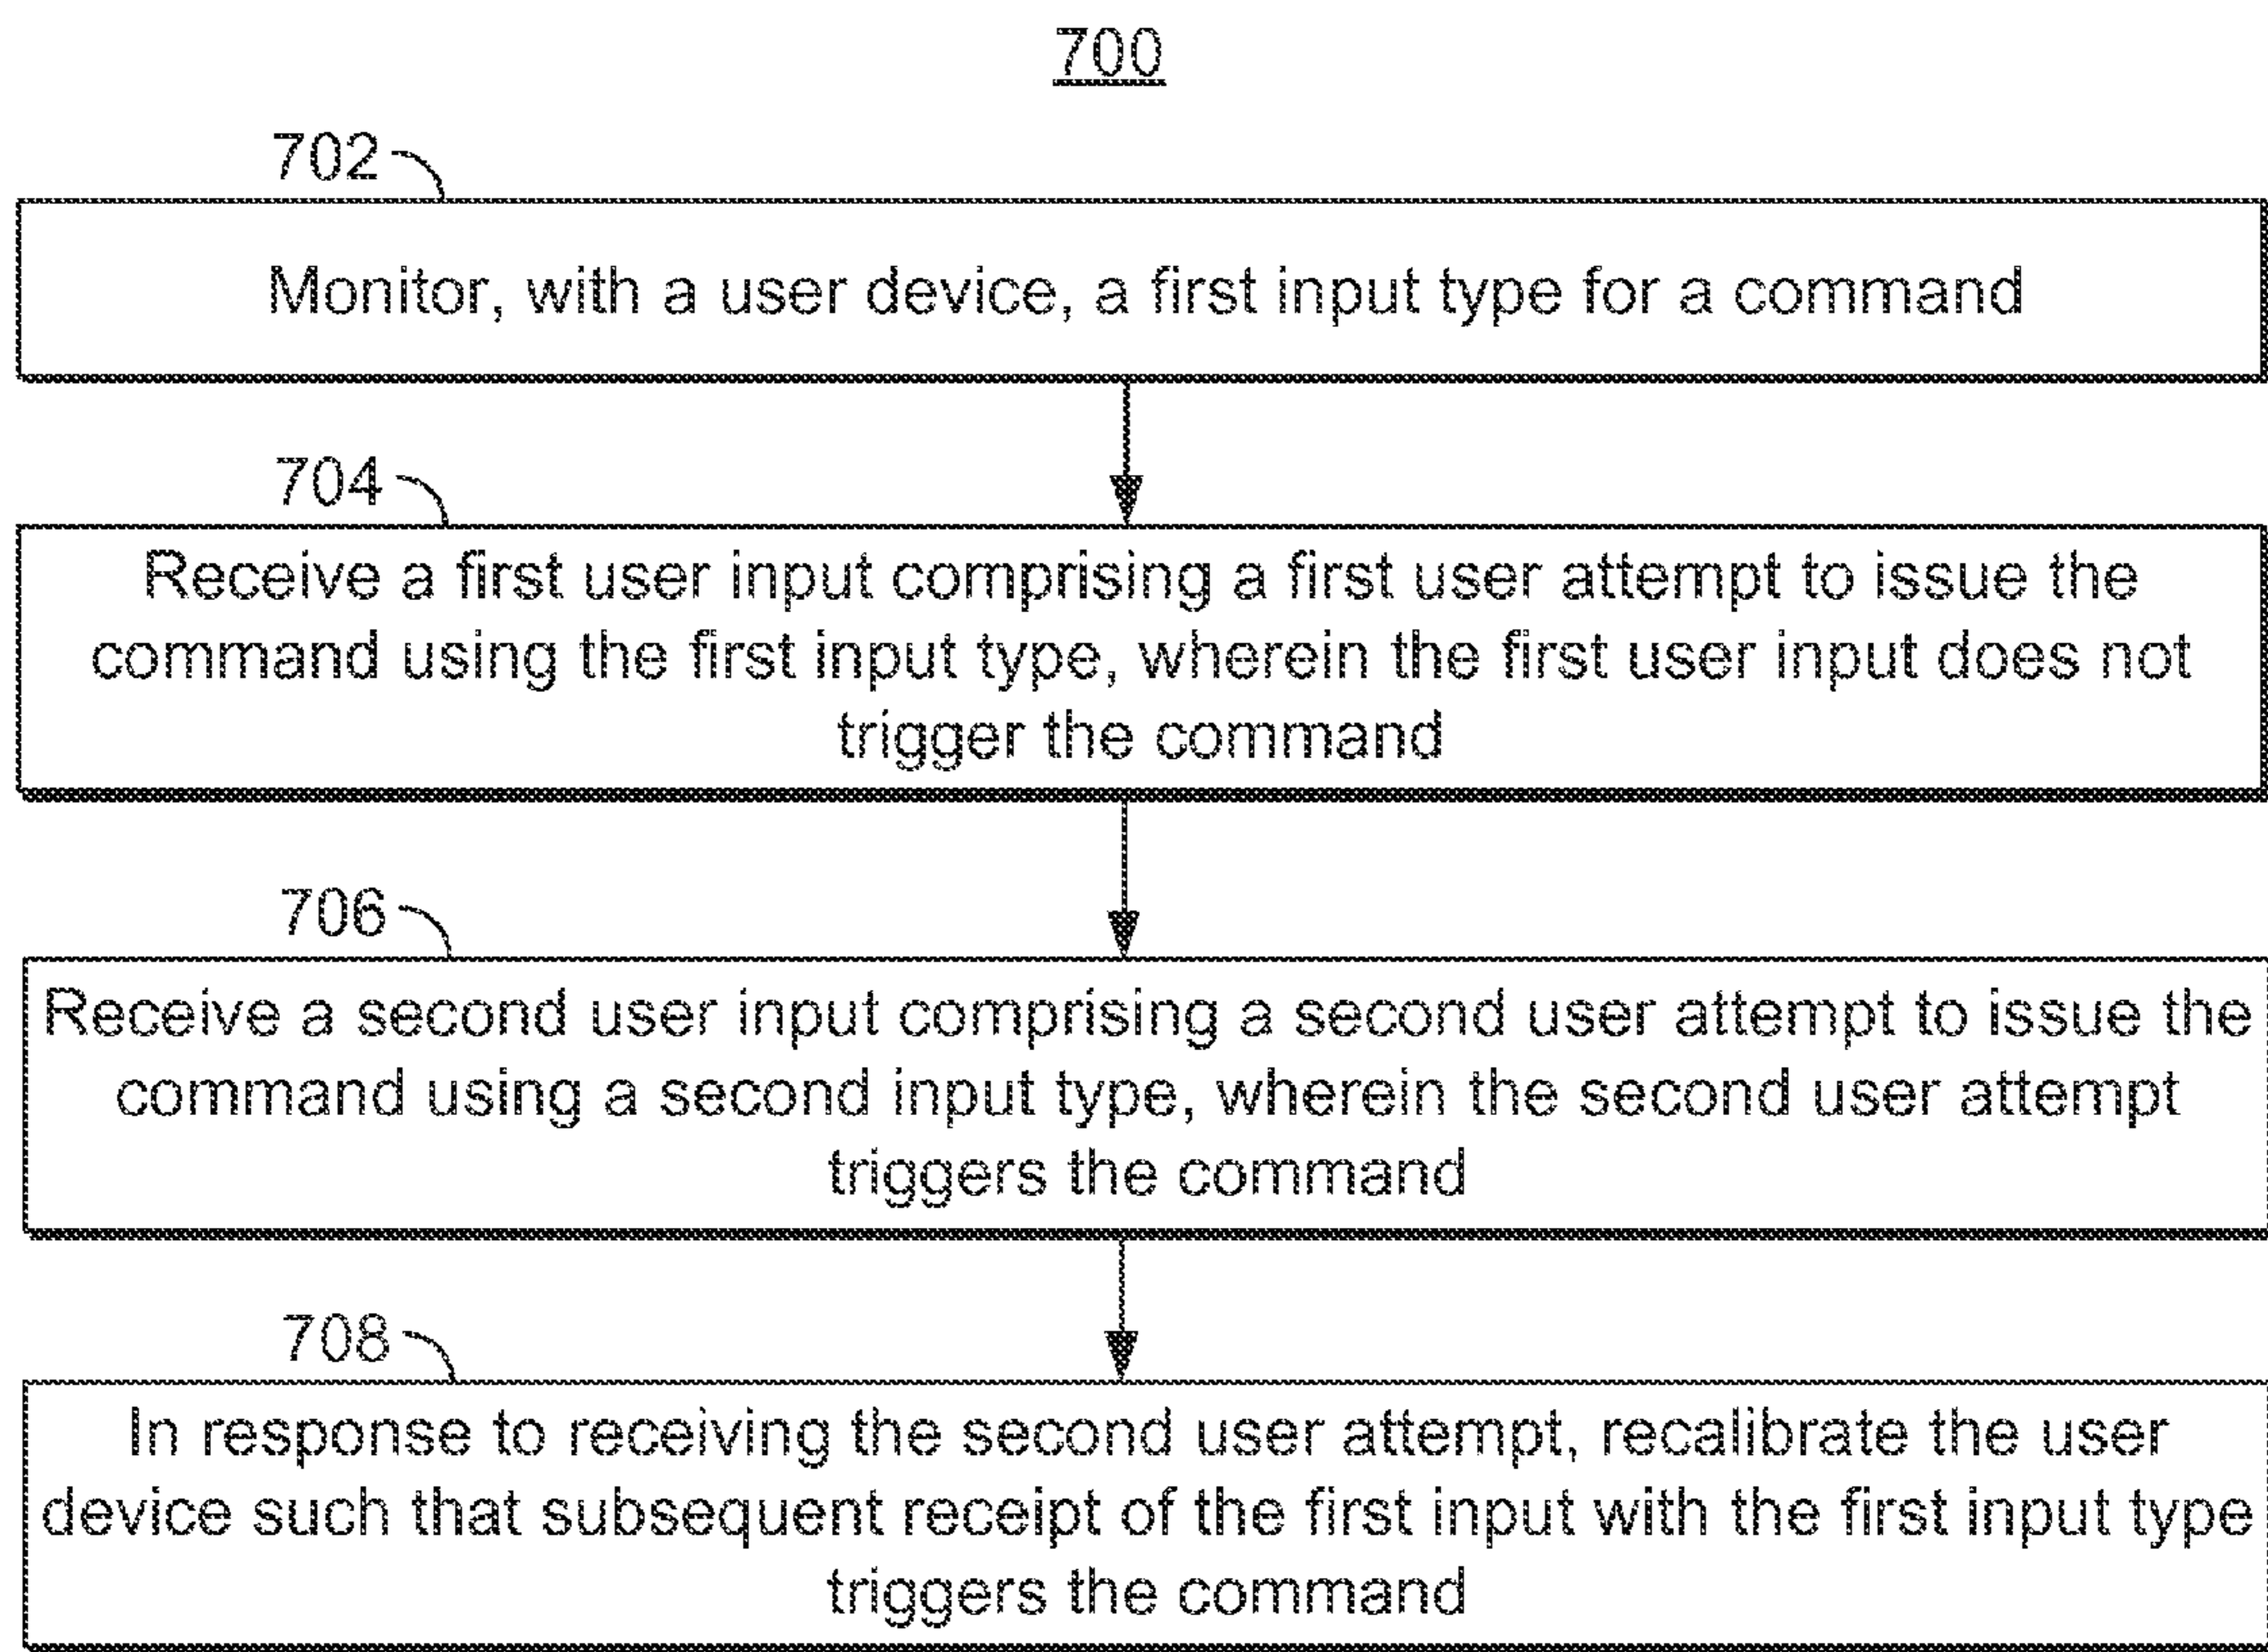 700
702
Monitor, with a user device, a first input type for a command
704
Receive a first user input comprising a first user attempt to issue the
command using the first input type, wherein the first user input does not
trigger the command
706
Receive a second user input comprising a second user attempt to issue the
command using a second input type, wherein the second user attempt
triggers the command
708
In response to receiving the second user attempt, recalibrate the user
device such that subsequent receipt of the first input with the first input type
triggers the command